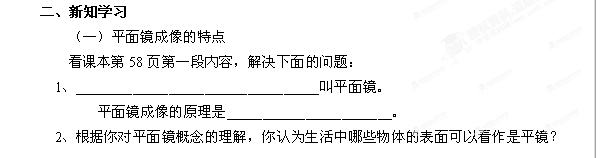 二、新知学习
（一）平面镜成像的特点
看课本第 58 页第一段内容，解决下面的问题：
1、______________________________叫平面镜。
平面镜成像的原理是____________________。
2、根据你对平面镜概念的理解，你认为生活中哪些物体的表面可以看作是平镜？